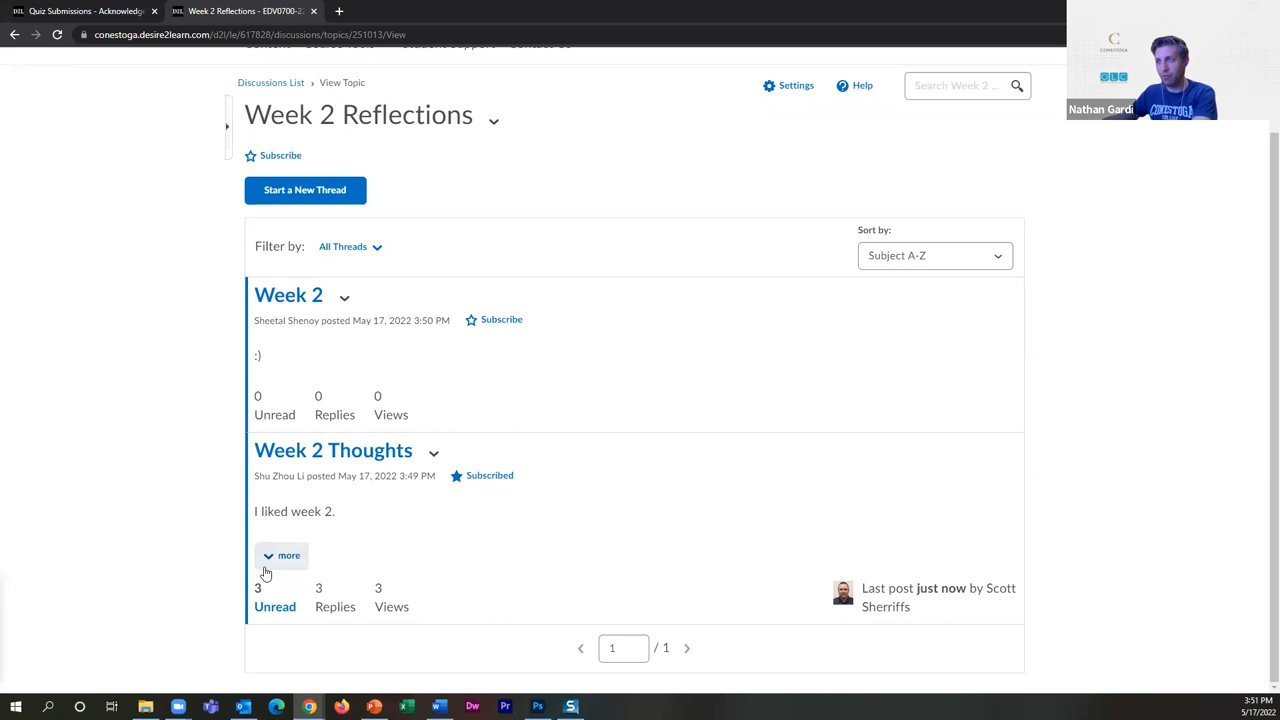 Quiz Submissions - Acknowledge
Week 2 Reflections - EDV0700-2
conestoga.desire2learn.com/d2l/le/617828/discussions/topics/251013/View
Discussions List › View Topic
Settings
Help
Search Week 2 ...
CONESTOGA
OLC
CONESTOGA
Nathan Gardi
Week 2 Reflections
Subscribe
Start a New Thread
Filter by: All Threads
Sort by:
Subject A-Z
Week 2
Sheetal Shenoy posted May 17, 2022 3:50 PM
Subscribe
:)
0 0 0
Unread Replies Views
Week 2 Thoughts
Shu Zhou Li posted May 17, 2022 3:49 PM
Subscribed
I liked week 2.
more
3 3 3
Unread Replies Views
Last post just now by Scott
Sherriffs
1 / 1
3:51 PM
5/17/2022